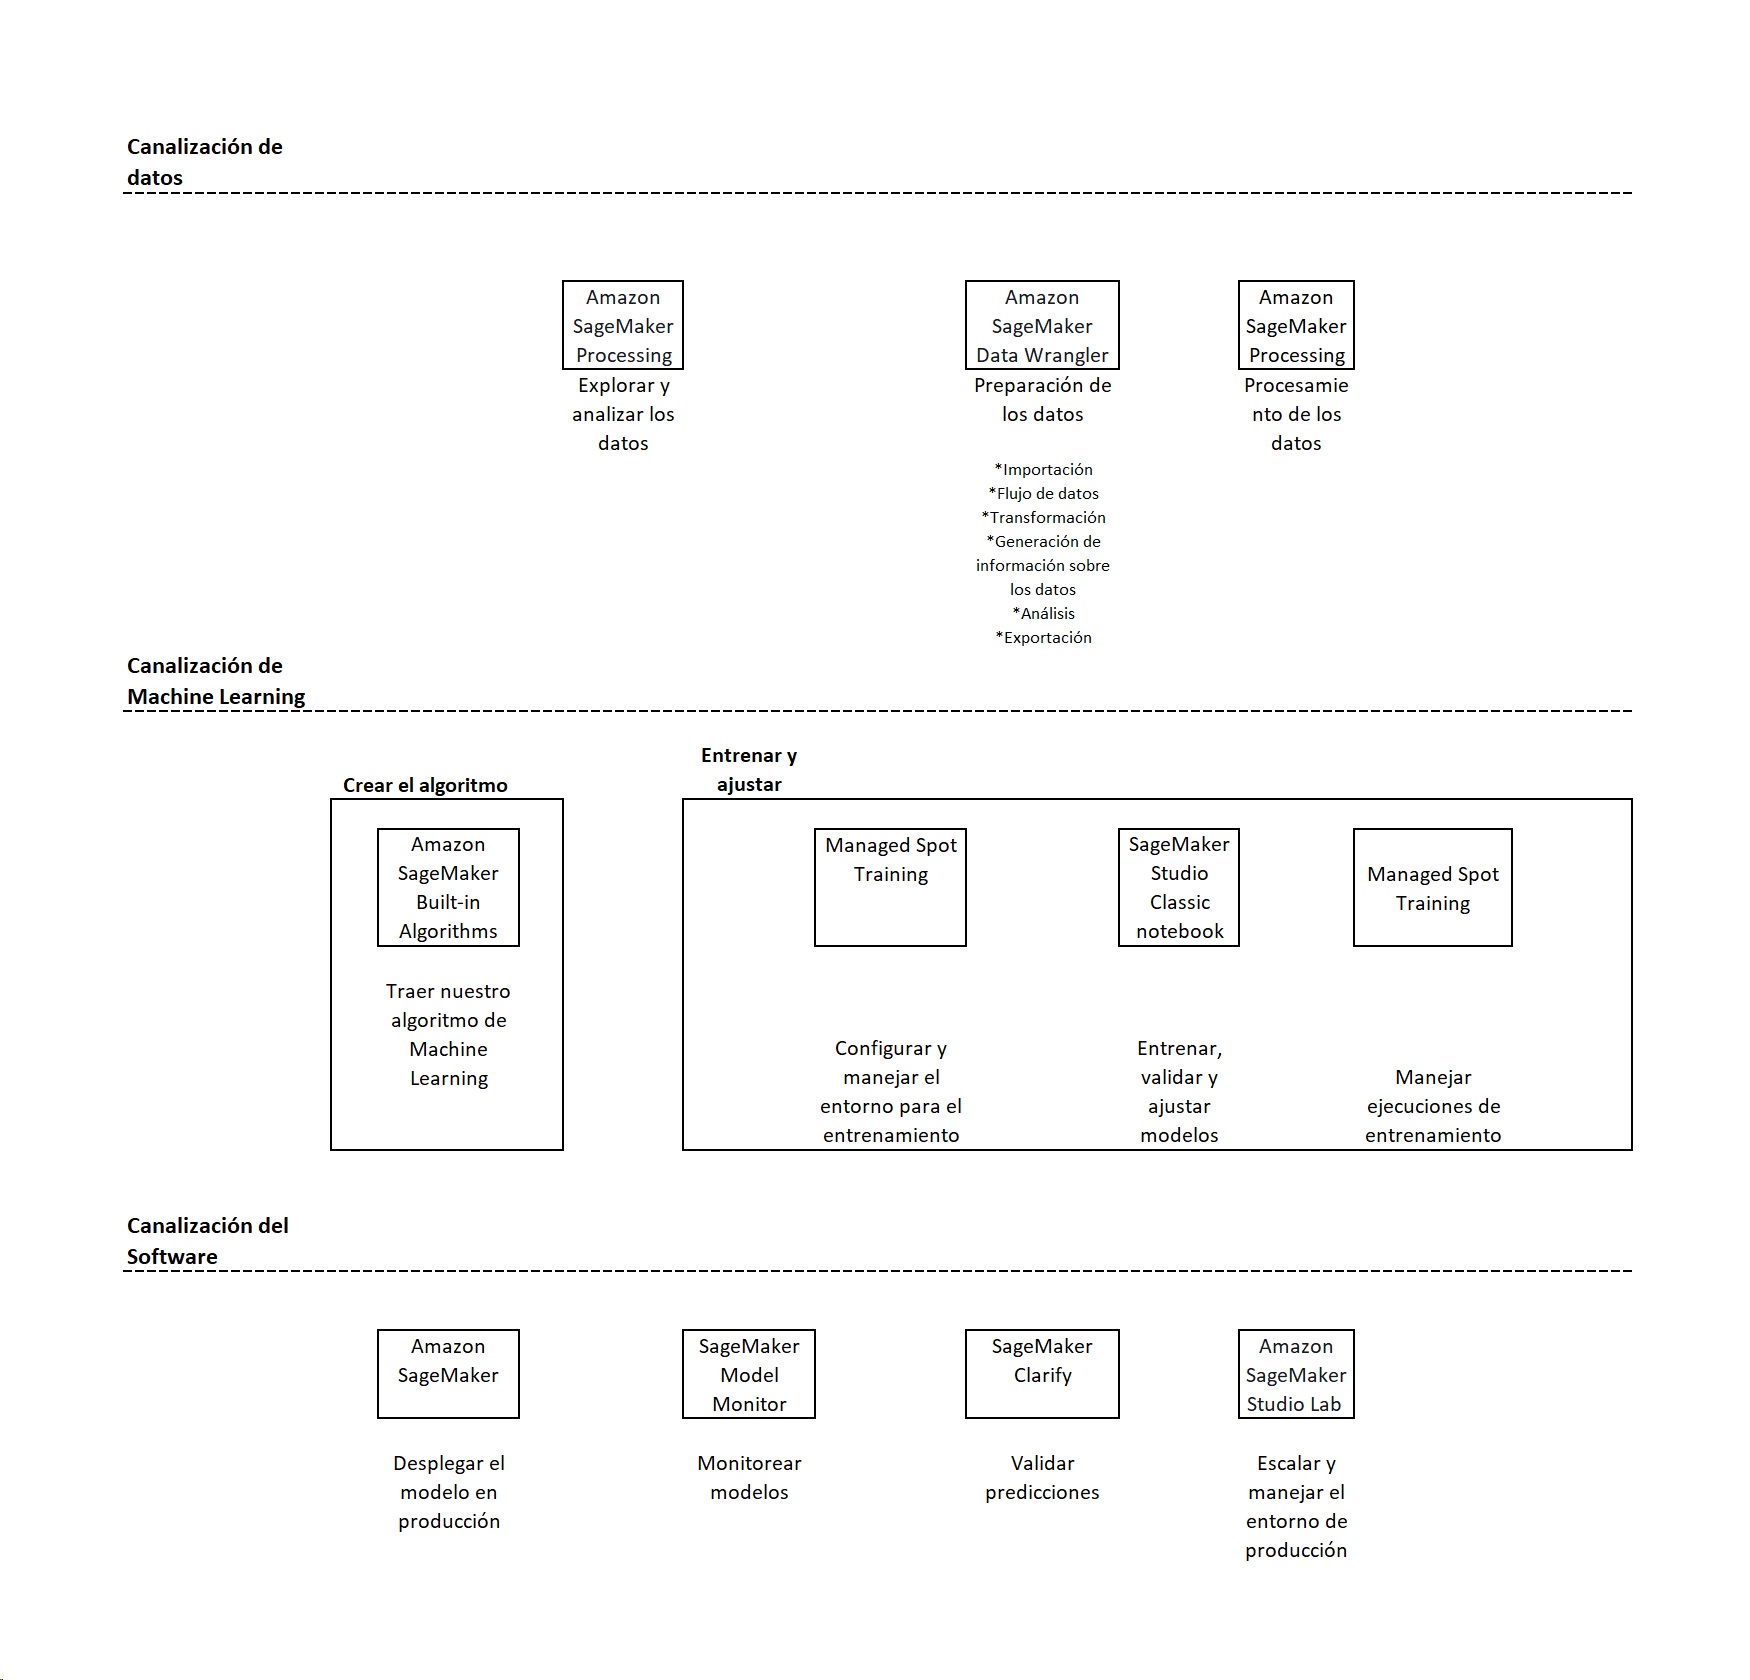 Canalización de
datos
Amazon
SageMaker
Processing
Explorar y
analizar los
datos
Amazon
SageMaker
Data Wrangler
Preparación de
los datos
*Importación
*Flujo de datos
*Transformación
*Generación de
información sobre
los datos
*Análisis
*Exportación
Amazon
SageMaker
Processing
Procesamie
nto de los
datos
Canalización de
Machine Learning
Crear el algoritmo
Amazon
SageMaker
Built-in
Algorithms
Traer nuestro
algoritmo de
Machine
Learning
Entrenar y
ajustar
Managed Spot
Training
Configurar y
manejar el
entorno para el
entrenamiento
SageMaker
Studio
Classic
notebook
Entrenar,
validar y
ajustar
modelos
Managed Spot
Training
Manejar
ejecuciones de
entrenamiento
Canalización del
Software
Amazon
SageMaker
Desplegar el
modelo en
producción
SageMaker
Model
Monitor
Monitorear
modelos
SageMaker
Clarify
Validar
predicciones
Amazon
SageMaker
Studio Lab
Escalar y
manejar el
entorno de
producción